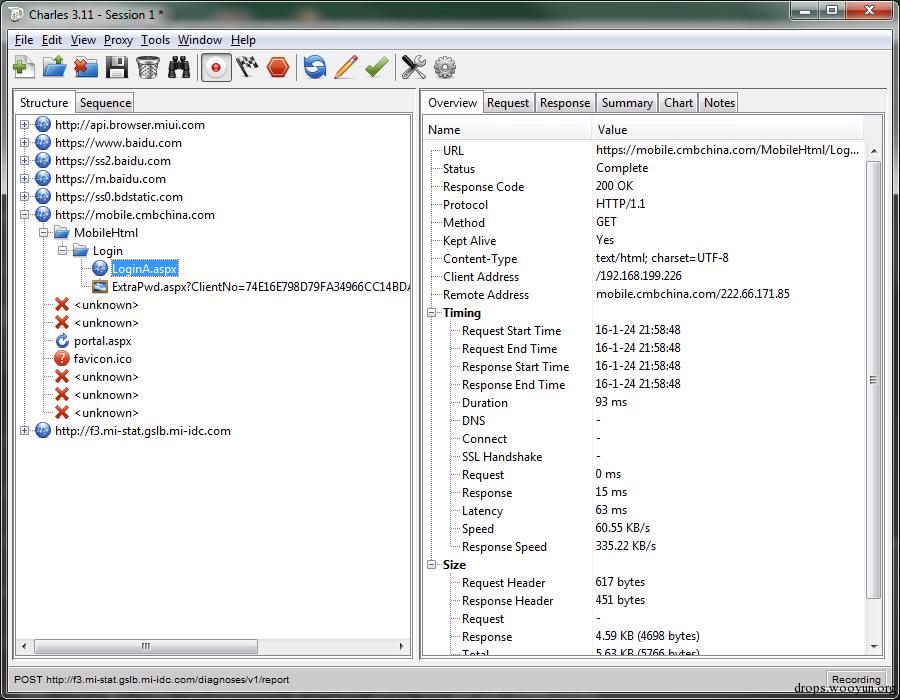 Charles 3.11 - Session 1 *
File Edit View Proxy Tools Window Help
Structure Sequence
http://api.browser.miui.com
https://www.baidu.com
https://ss2.baidu.com
https://m.baidu.com
https://ss0.bdstatic.com
https://mobile.cmbchina.com
MobileHtml
Login
LoginA.aspx
ExtraPwd.aspx?ClientNo=74E16E798D79FA34966CC14BDA
<unknown>
<unknown>
portal.aspx
favicon.ico
<unknown>
<unknown>
<unknown>
http://f3.mi-stat.gslb.mi-idc.com
Overview Request Response Summary Chart Notes
Name Value
URL https://mobile.cmbchina.com/MobileHtml/Log...
Status Complete
Response Code 200 OK
Protocol HTTP/1.1
Method GET
Kept Alive Yes
Content-Type text/html; charset=UTF-8
Client Address /192.168.199.226
Remote Address mobile.cmbchina.com/222.66.171.85
Timing
Request Start Time 16-1-24 21:58:48
Request End Time 16-1-24 21:58:48
Response Start Time 16-1-24 21:58:48
Response End Time 16-1-24 21:58:48
Duration 93 ms
DNS -
Connect -
SSL Handshake -
Request 0 ms
Response 15 ms
Latency 63 ms
Speed 60.55 KB/s
Response Speed 335.22 KB/s
Size
Request Header 617 bytes
Response Header 451 bytes
Request -
Response 4.59 KB (4698 bytes)
Total 5.63 KB (5766 bytes)
POST http://f3.mi-stat.gslb.mi-idc.com/diagnoses/v1/report
Recording
drops.wooyun.org